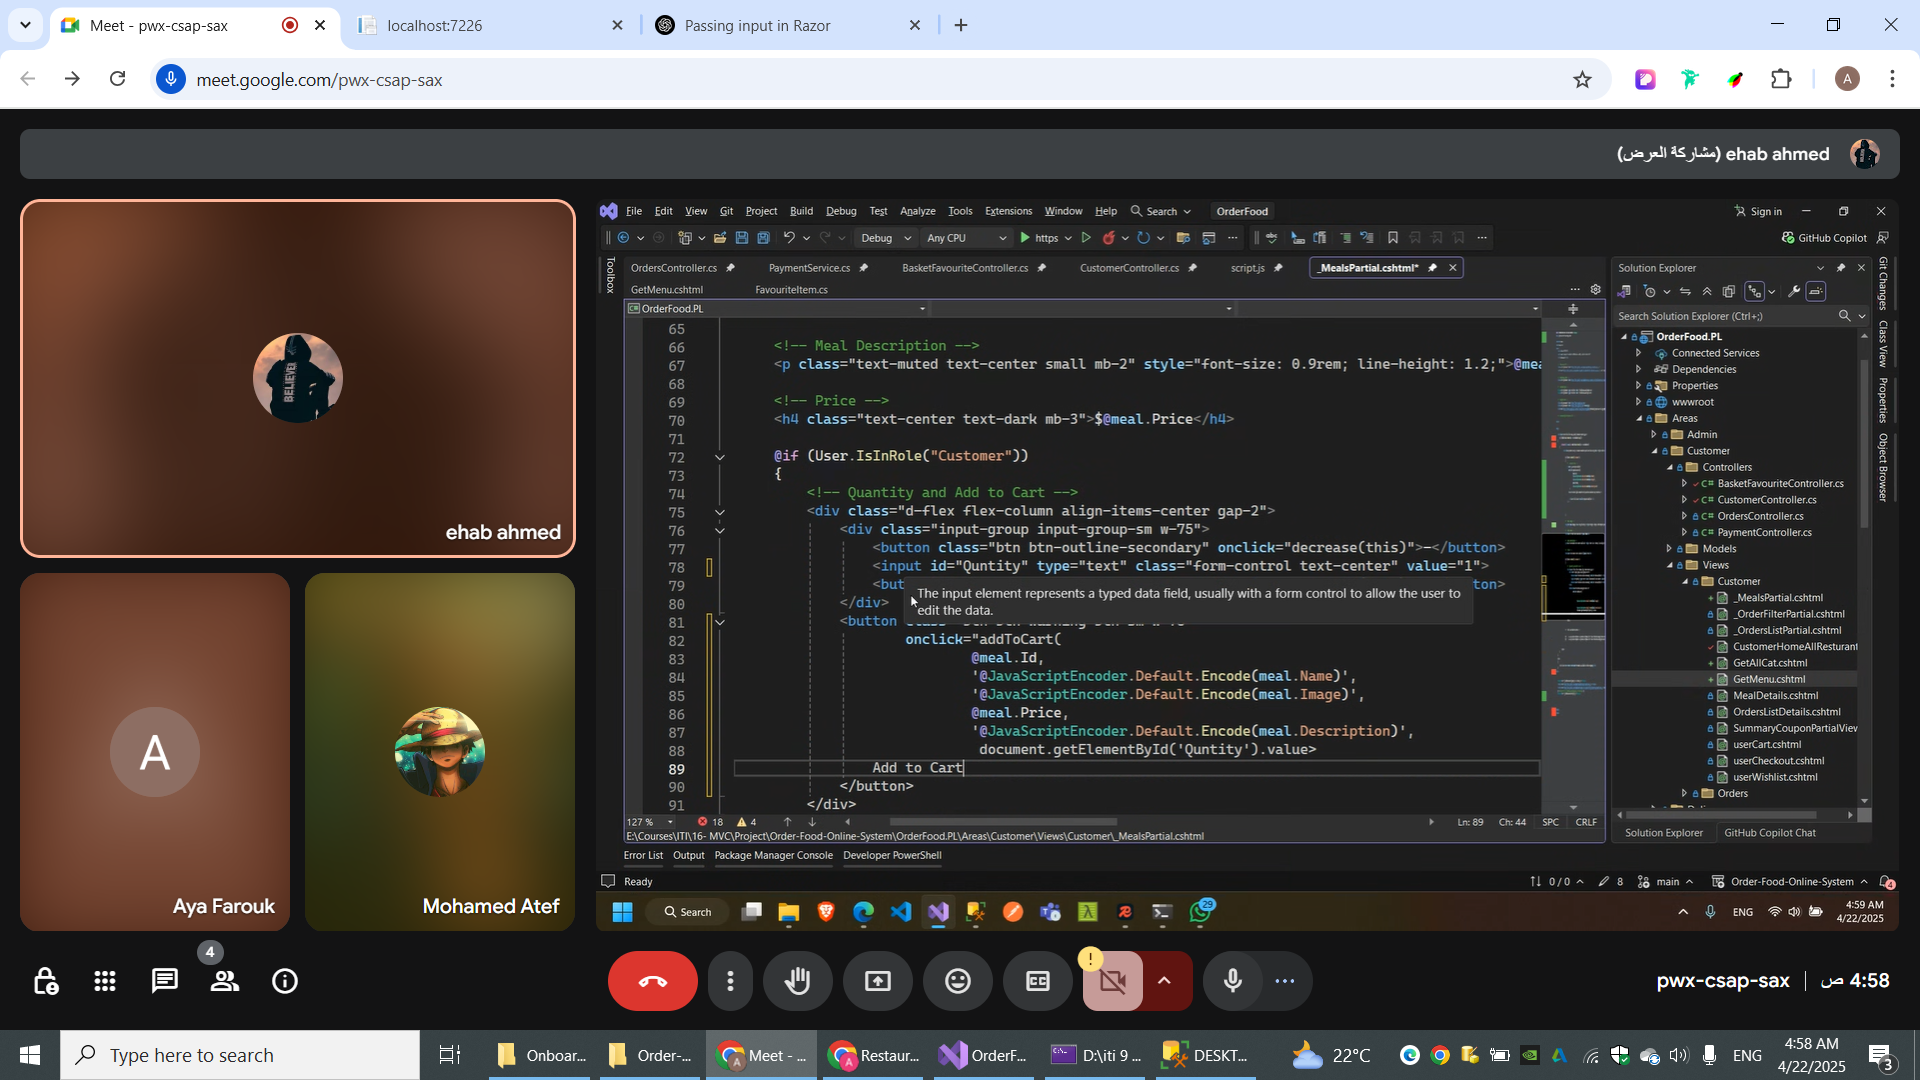 Meet - pwx-csap-sax
localhost:7226
Passing input in Razor
meet.google.com/pwx-csap-sax
A
ehab ahmed (مشاركة العرض)
ehab ahmed
BELIEVER
A
Aya Farouk
Mohamed Atef
File Edit View Git Project Build Debug Test Analyze Tools Extensions Window Help Search OrderFood Sign in
Debug Any CPU https GitHub Copilot
Toolbox
OrdersController.cs PaymentService.cs BasketFavouriteController.cs CustomerController.cs script.js _MealsPartial.cshtml*
GetMenu.cshtml FavouriteItem.cs
OrderFood.PL
65
66 <!-- Meal Description -->
67 <p class="text-muted text-center small mb-2" style="font-size: 0.9rem; line-height: 1.2;">@mea
68
69 <!-- Price -->
70 <h4 class="text-center text-dark mb-3">$@meal.Price</h4>
71
72 @if (User.IsInRole("Customer"))
73 {
74 <!-- Quantity and Add to Cart -->
75 <div class="d-flex flex-column align-items-center gap-2">
76 <div class="input-group input-group-sm w-75">
77 <button class="btn btn-outline-secondary" onclick="decrease(this)">-</button>
78 <input id="Quntity" type="text" class="form-control text-center" value="1">
79 <but ton>
The input element represents a typed data field, usually with a form control to allow the user to
edit the data.
80 </div>
81 <button
82 onclick="addToCart(
83 @meal.Id,
84 '@JavaScriptEncoder.Default.Encode(meal.Name)',
85 '@JavaScriptEncoder.Default.Encode(meal.Image)',
86 @meal.Price,
87 '@JavaScriptEncoder.Default.Encode(meal.Description)',
88 document.getElementById('Quntity').value>
89 Add to Cart
90 </button>
91 </div>
127 % 18 4 Ln: 89 Ch: 44 SPC CRLF
E:\Courses\ITI\16- MVC\Project\Order-Food-Online-System\OrderFood.PL\Areas\Customer\Views\Customer\_MealsPartial.cshtml
Error List Output Package Manager Console Developer PowerShell
Ready 0 / 0 8 main Order-Food-Online-System 4
Solution Explorer
Search Solution Explorer (Ctrl+;)
OrderFood.PL
Connected Services
Dependencies
Properties
wwwroot
Areas
Admin
Customer
Controllers
C# BasketFavouriteController.cs
C# CustomerController.cs
C# OrdersController.cs
C# PaymentController.cs
Models
Views
Customer
_MealsPartial.cshtml
_OrderFilterPartial.cshtml
_OrdersListPartial.cshtml
CustomerHomeAllResturant
GetAllCat.cshtml
GetMenu.cshtml
MealDetails.cshtml
OrdersListDetails.cshtml
SummaryCouponPartialView
userCart.cshtml
userCheckout.cshtml
userWishlist.cshtml
Orders
Solution Explorer GitHub Copilot Chat
Git Changes
Class View
Properties
Object Browser
Search
29
ENG
4:59 AM
4/22/2025
4
pwx-csap-sax
4:58 ص
Type here to search
Onboar...
Order-...
Meet - ...
Restaur...
OrderF...
D:\iti 9 ...
DESKT...
22°C
ENG
4:58 AM
4/22/2025
3